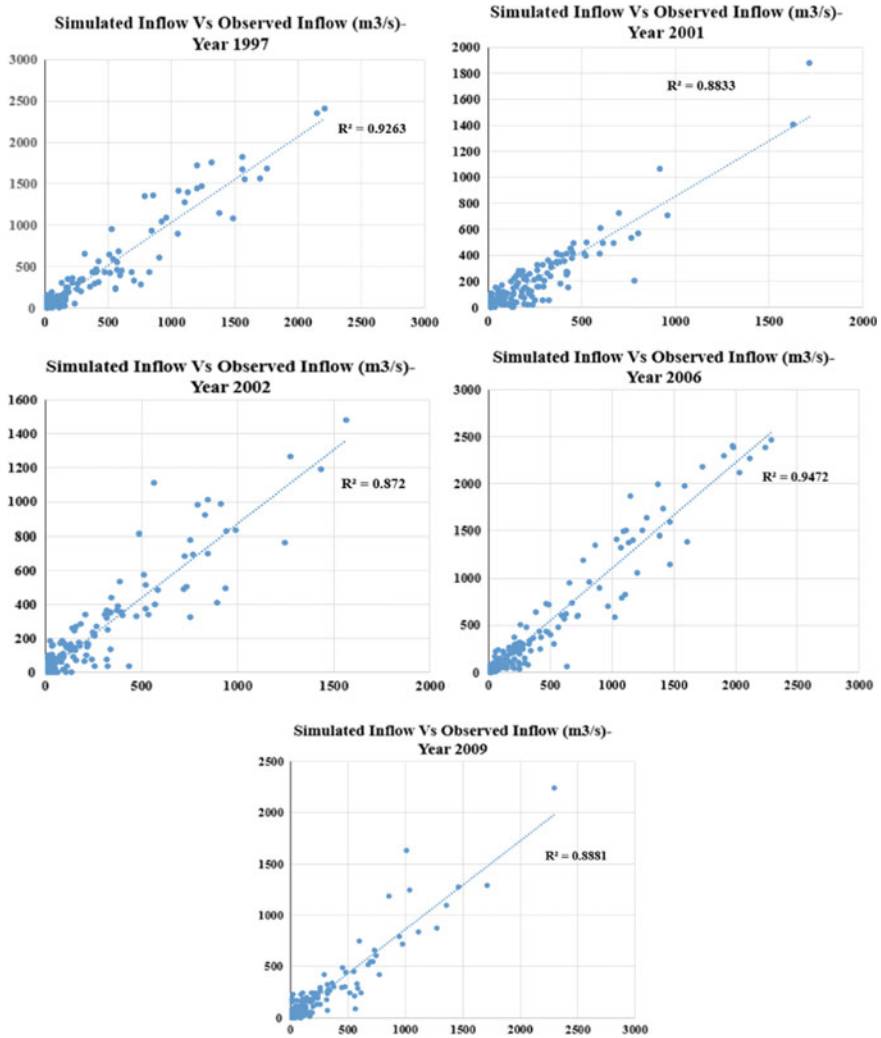 Simulated Inflow Vs Observed Inflow (m3/s)-
Year 1997
3000
2500
2000
1500
1000
500
0
R² = 0.9263
0 500 1000 1500 2000 2500 3000
Simulated Inflow Vs Observed Inflow (m3/s)-
Year 2001
2000
1800
1600
1400
1200
1000
800
600
400
200
0
R² = 0.8833
0 500 1000 1500 2000
Simulated Inflow Vs Observed Inflow (m3/s)-
Year 2002
1600
1400
1200
1000
800
600
400
200
0
R² = 0.872
0 500 1000 1500 2000
Simulated Inflow Vs Observed Inflow (m3/s)-
Year 2006
3000
2500
2000
1500
1000
500
0
R² = 0.9472
0 500 1000 1500 2000 2500 3000
Simulated Inflow Vs Observed Inflow (m3/s)-
Year 2009
2500
2000
1500
1000
500
0
R² = 0.8881
0 500 1000 1500 2000 2500 3000